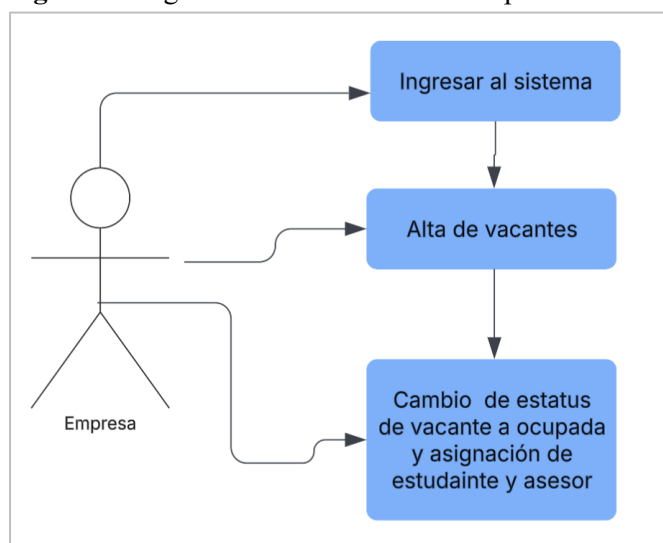 Ingresar al sistema
Alta de vacantes
Cambio de estatus
de vacante a ocupada
y asignación de
estudainte y asesor
Empresa